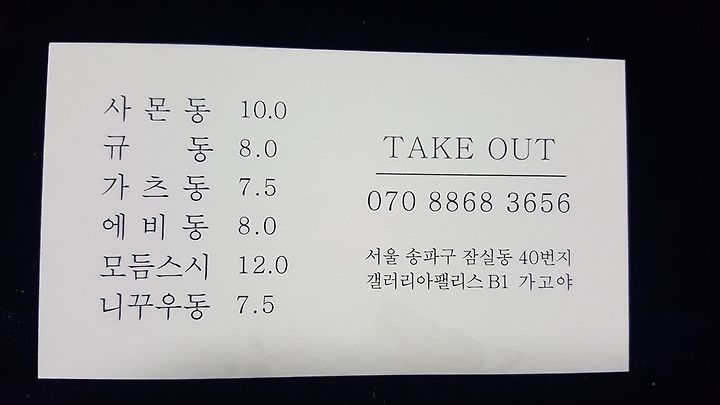 사몬동 10.0
규동 8.0
가츠동 7.5
에비동 8.0
모듬스시 12.0
니꾸우동 7.5
TAKE OUT
070 8868 3656
서울 송파구 잠실동 40번지
갤러리아팰리스 B1 가고야